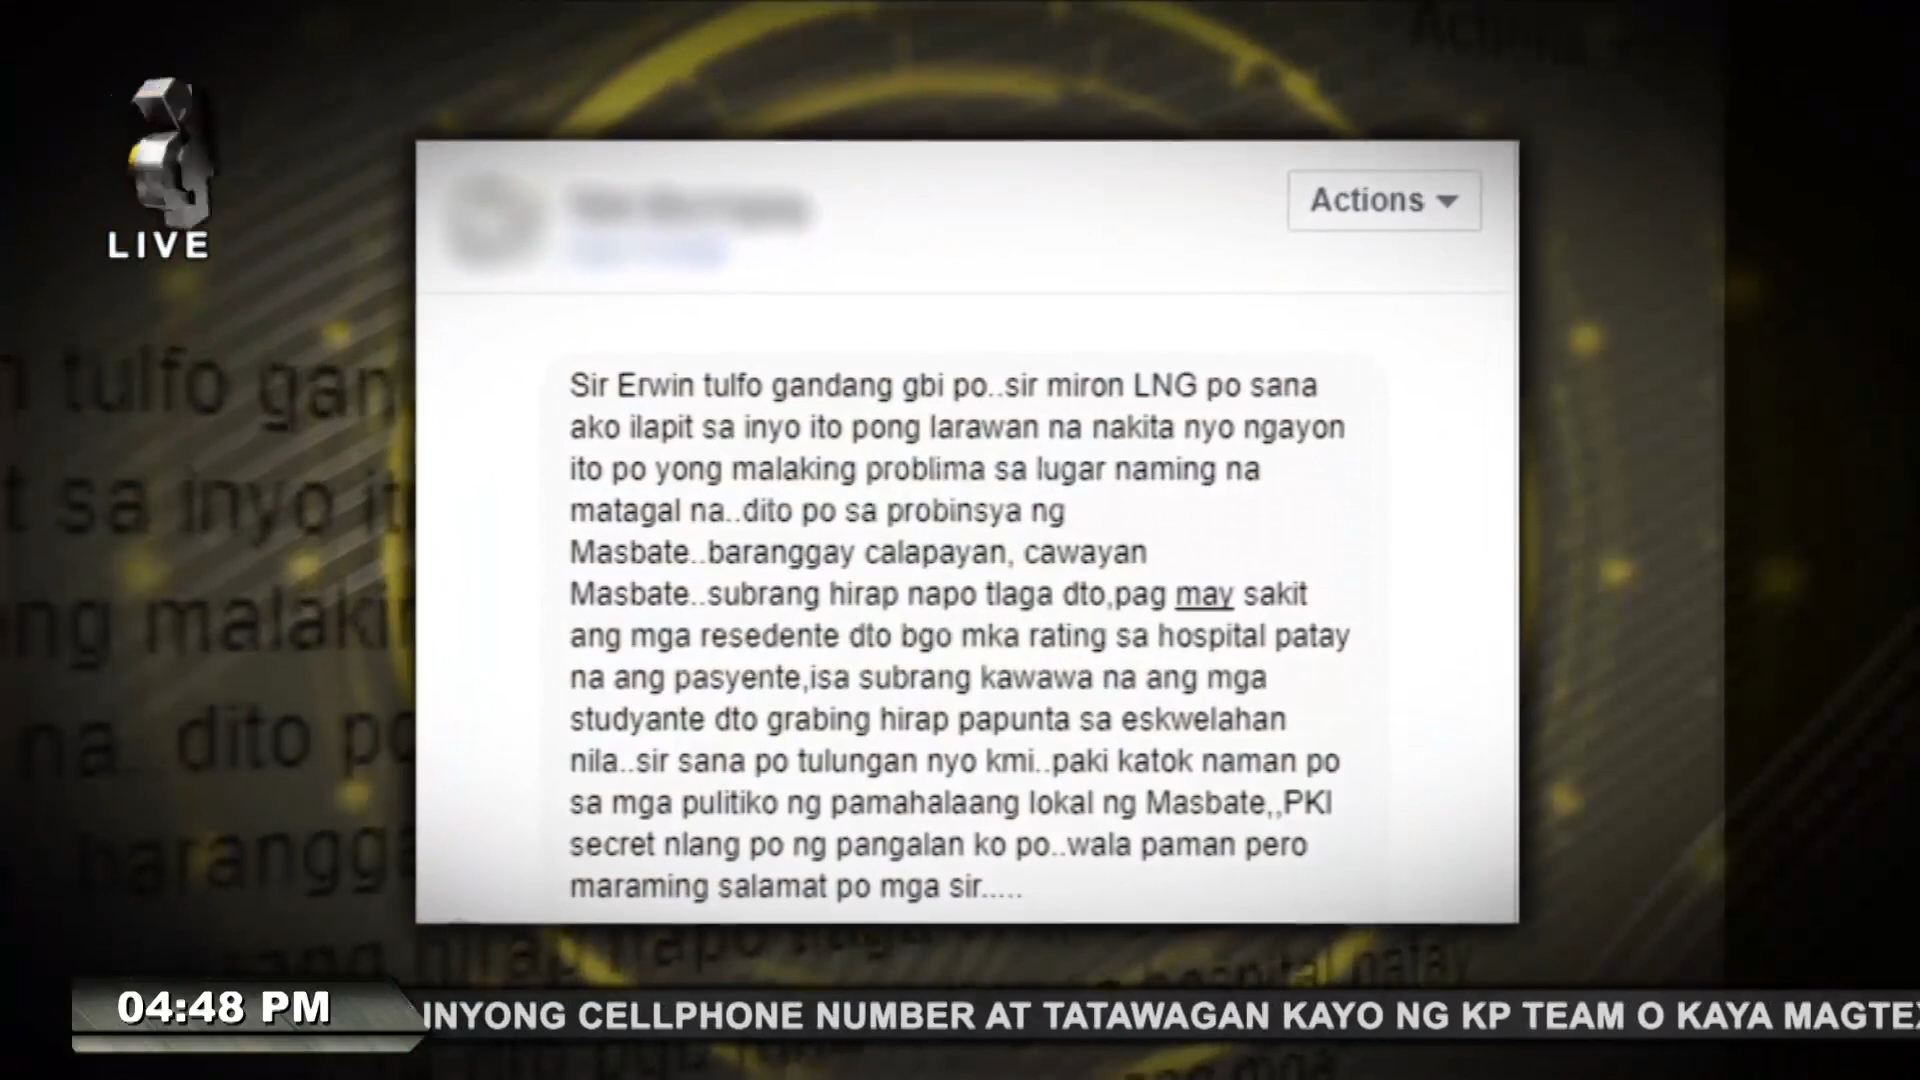 LIVE
Actions
Sir Erwin tulfo gandang gbi po..sir miron LNG po sana
ako ilapit sa inyo ito pong larawan na nakita nyo ngayon
ito po yong malaking problima sa lugar naming na
matagal na..dito po sa probinsya ng
Masbate..baranggay calapayan, cawayan
Masbate..subrang hirap napo tlaga dto,pag may sakit
ang mga resedente dto bgo mka rating sa hospital patay
na ang pasyente,isa subrang kawawa na ang mga
studyante dto grabing hirap papunta sa eskwelahan
nila..sir sana po tulungan nyo kmi..paki katok naman po
sa mga pulitiko ng pamahalaang lokal ng Masbate,,PKI
secret nlang po ng pangalan ko po..wala paman pero
maraming salamat po mga sir.....
04:48 PM
INYONG CELLPHONE NUMBER AT TATAWAGAN KAYO NG KP TEAM O KAYA MAGTEX